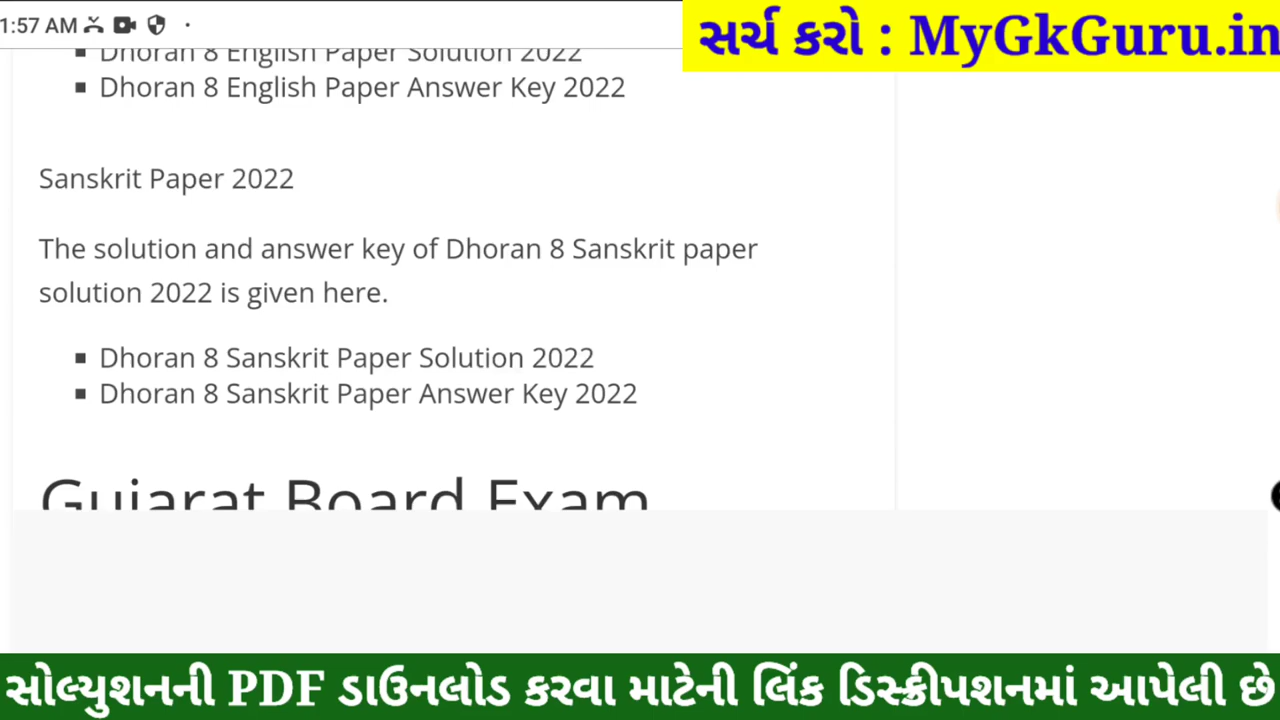 1:57 AM
સર્ચ કરો : MyGkGuru.in
Dhoran 8 English Paper Solution 2022
Dhoran 8 English Paper Answer Key 2022
Sanskrit Paper 2022
The solution and answer key of Dhoran 8 Sanskrit paper
solution 2022 is given here.
Dhoran 8 Sanskrit Paper Solution 2022
Dhoran 8 Sanskrit Paper Answer Key 2022
Gujarat Board Exam
સોલ્યુશનની PDF ડાઉનલોડ કરવા માટેની લિંક ડિસ્ક્રીપશનમાં આપેલી છે